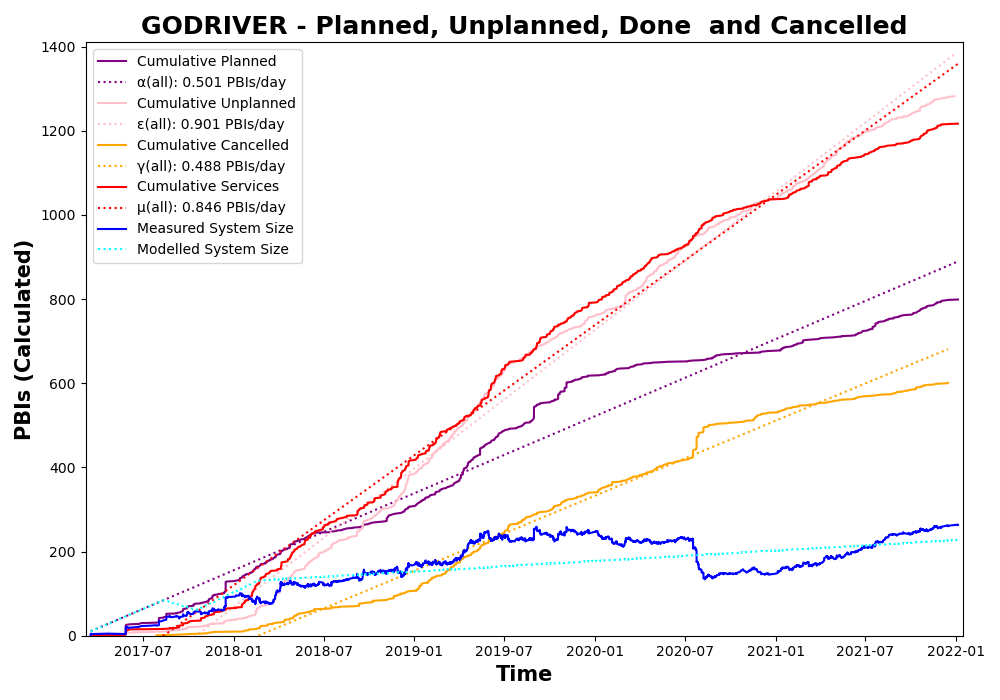 GODRIVER - Planned, Unplanned, Done  and Cancelled
Cumulative Planned
α(all): 0.501 PBIs/day
Cumulative Unplanned
ε(all): 0.901 PBIs/day
Cumulative Cancelled
γ(all): 0.488 PBIs/day
Cumulative Services
μ(all): 0.846 PBIs/day
Measured System Size
Modelled System Size
PBIs (Calculated)
1400
1200
1000
800
600
400
200
0
2017-07
2018-01
2018-07
2019-01
2019-07
2020-01
2020-07
2021-01
2021-07
2022-01
Time